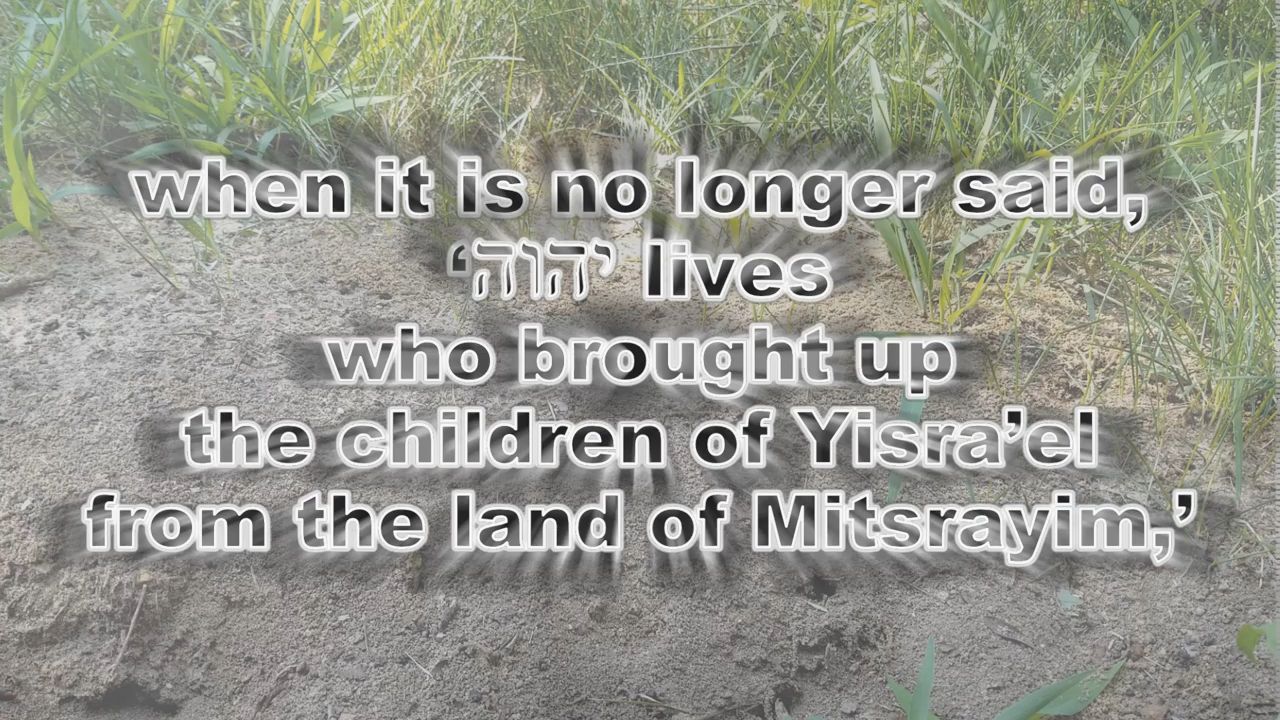 when it is no longer said,
‘יהוה lives
who brought up
the children of Yisra’el
from the land of Mitsrayim,’